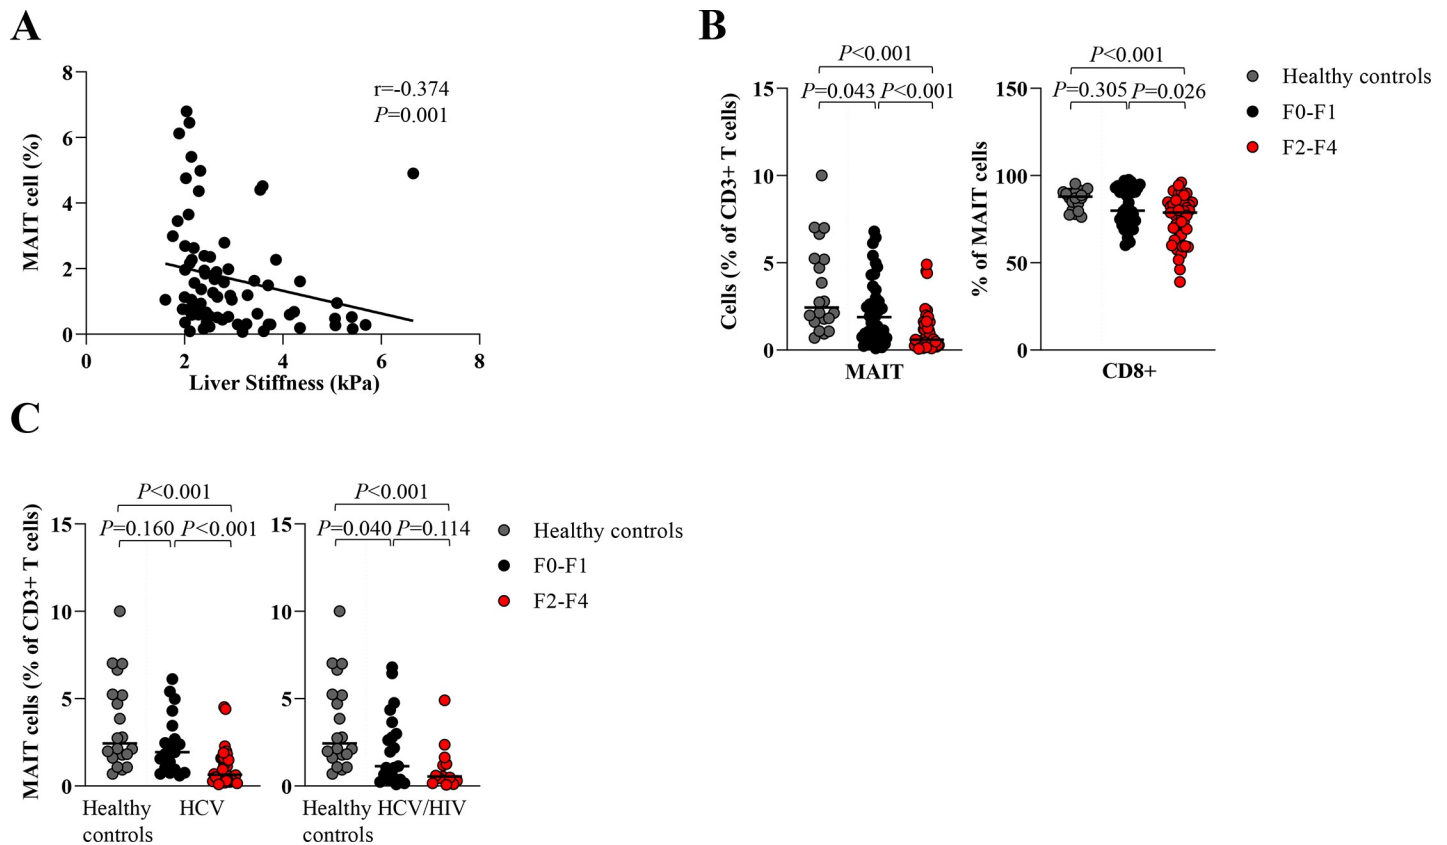 A
8
6
4
2
0
MAIT cell (%)
r=-0.374
P=0.001
0
2
4
6
8
Liver Stiffness (kPa)
B
P<0.001
P=0.043
P<0.001
15
10
5
0
Cells (% of CD3+ T cells)
MAIT
P<0.001
P=0.305
P=0.026
150
100
50
0
% of MAIT cells
CD8+
Healthy controls
F0-F1
F2-F4
C
P<0.001
P=0.160
P<0.001
15
10
5
0
MAIT cells (% of CD3+ T cells)
Healthy
controls
HCV
P<0.001
P=0.040
P=0.114
15
10
5
0
Healthy
controls
HCV/HIV
Healthy controls
F0-F1
F2-F4